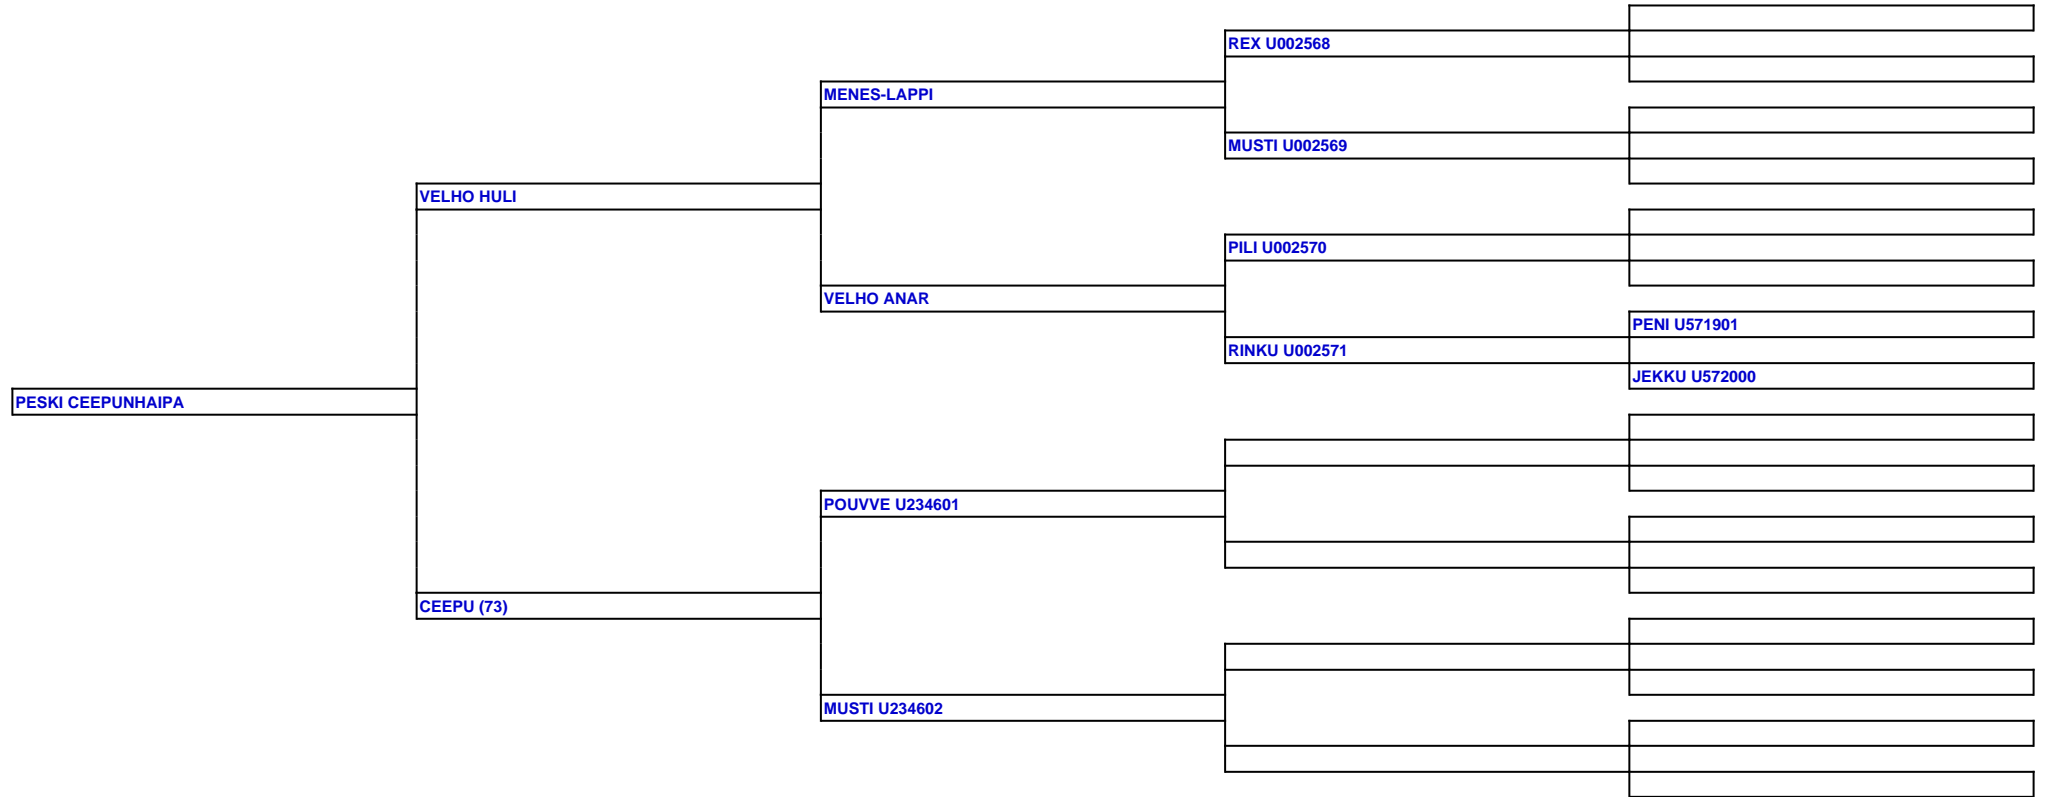 REX U002568
MENES-LAPPI
MUSTI U002569
VELHO HULI
PILI U002570
VELHO ANAR
PENI U571901
RINKU U002571
JEKKU U572000
PESKI CEEPUNHAIPA
POUVVE U234601
CEEPU (73)
MUSTI U234602